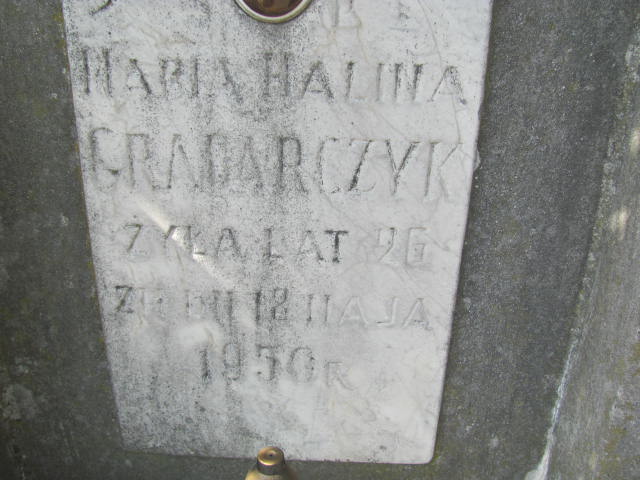 MARIA HALINA
GRABARCZYK
ŻYŁA LAT 26
ZM. DN 18 MAJA
1950 R